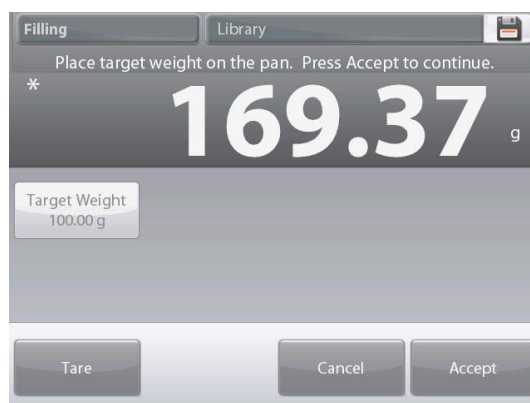 Filling
Library
Place target weight on the pan. Press Accept to continue.
*
169.37 g
Target Weight
100.00 g
Tare
Cancel
Accept